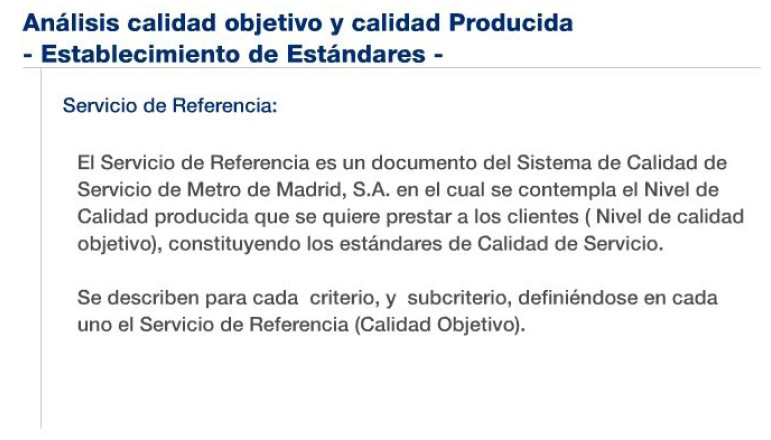 Análisis calidad objetivo y calidad Producida
- Establecimiento de Estándares -
Servicio de Referencia:
El Servicio de Referencia es un documento del Sistema de Calidad de
Servicio de Metro de Madrid, S.A. en el cual se contempla el Nivel de
Calidad producida que se quiere prestar a los clientes ( Nivel de calidad
objetivo), constituyendo los estándares de Calidad de Servicio.
Se describen para cada  criterio, y  subcriterio, definiéndose en cada
uno el Servicio de Referencia (Calidad Objetivo).